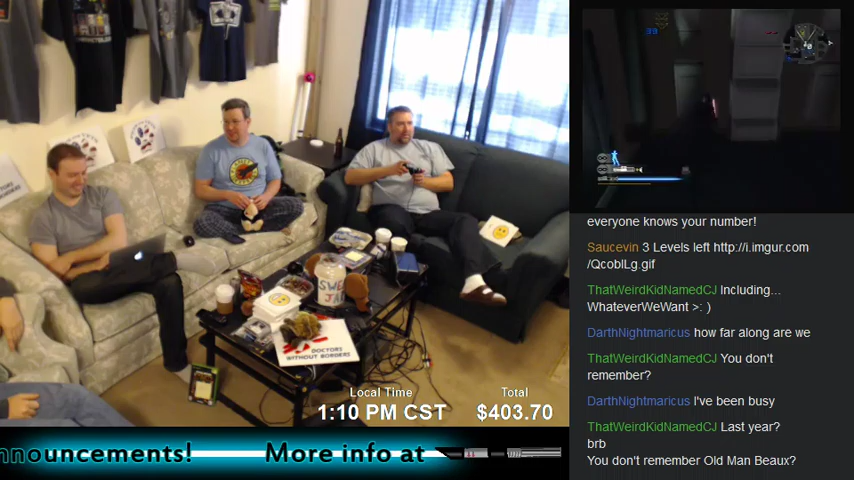 SWEAR
JAR
DOCTORS
WITHOUT BORDERS
Local Time
1:10 PM CST
Total
$403.70
nnouncements!
More info at
everyone knows your number!
Saucevin 3 Levels left http://i.imgur.com
/QcoblLg.gif
ThatWeirdKidNamedCJ Including...
WhateverWeWant >: )
DarthNightmaricus how far along are we
ThatWeirdKidNamedCJ You don't
remember?
DarthNightmaricus I've been busy
ThatWeirdKidNamedCJ Last year?
brb
You don't remember Old Man Beaux?